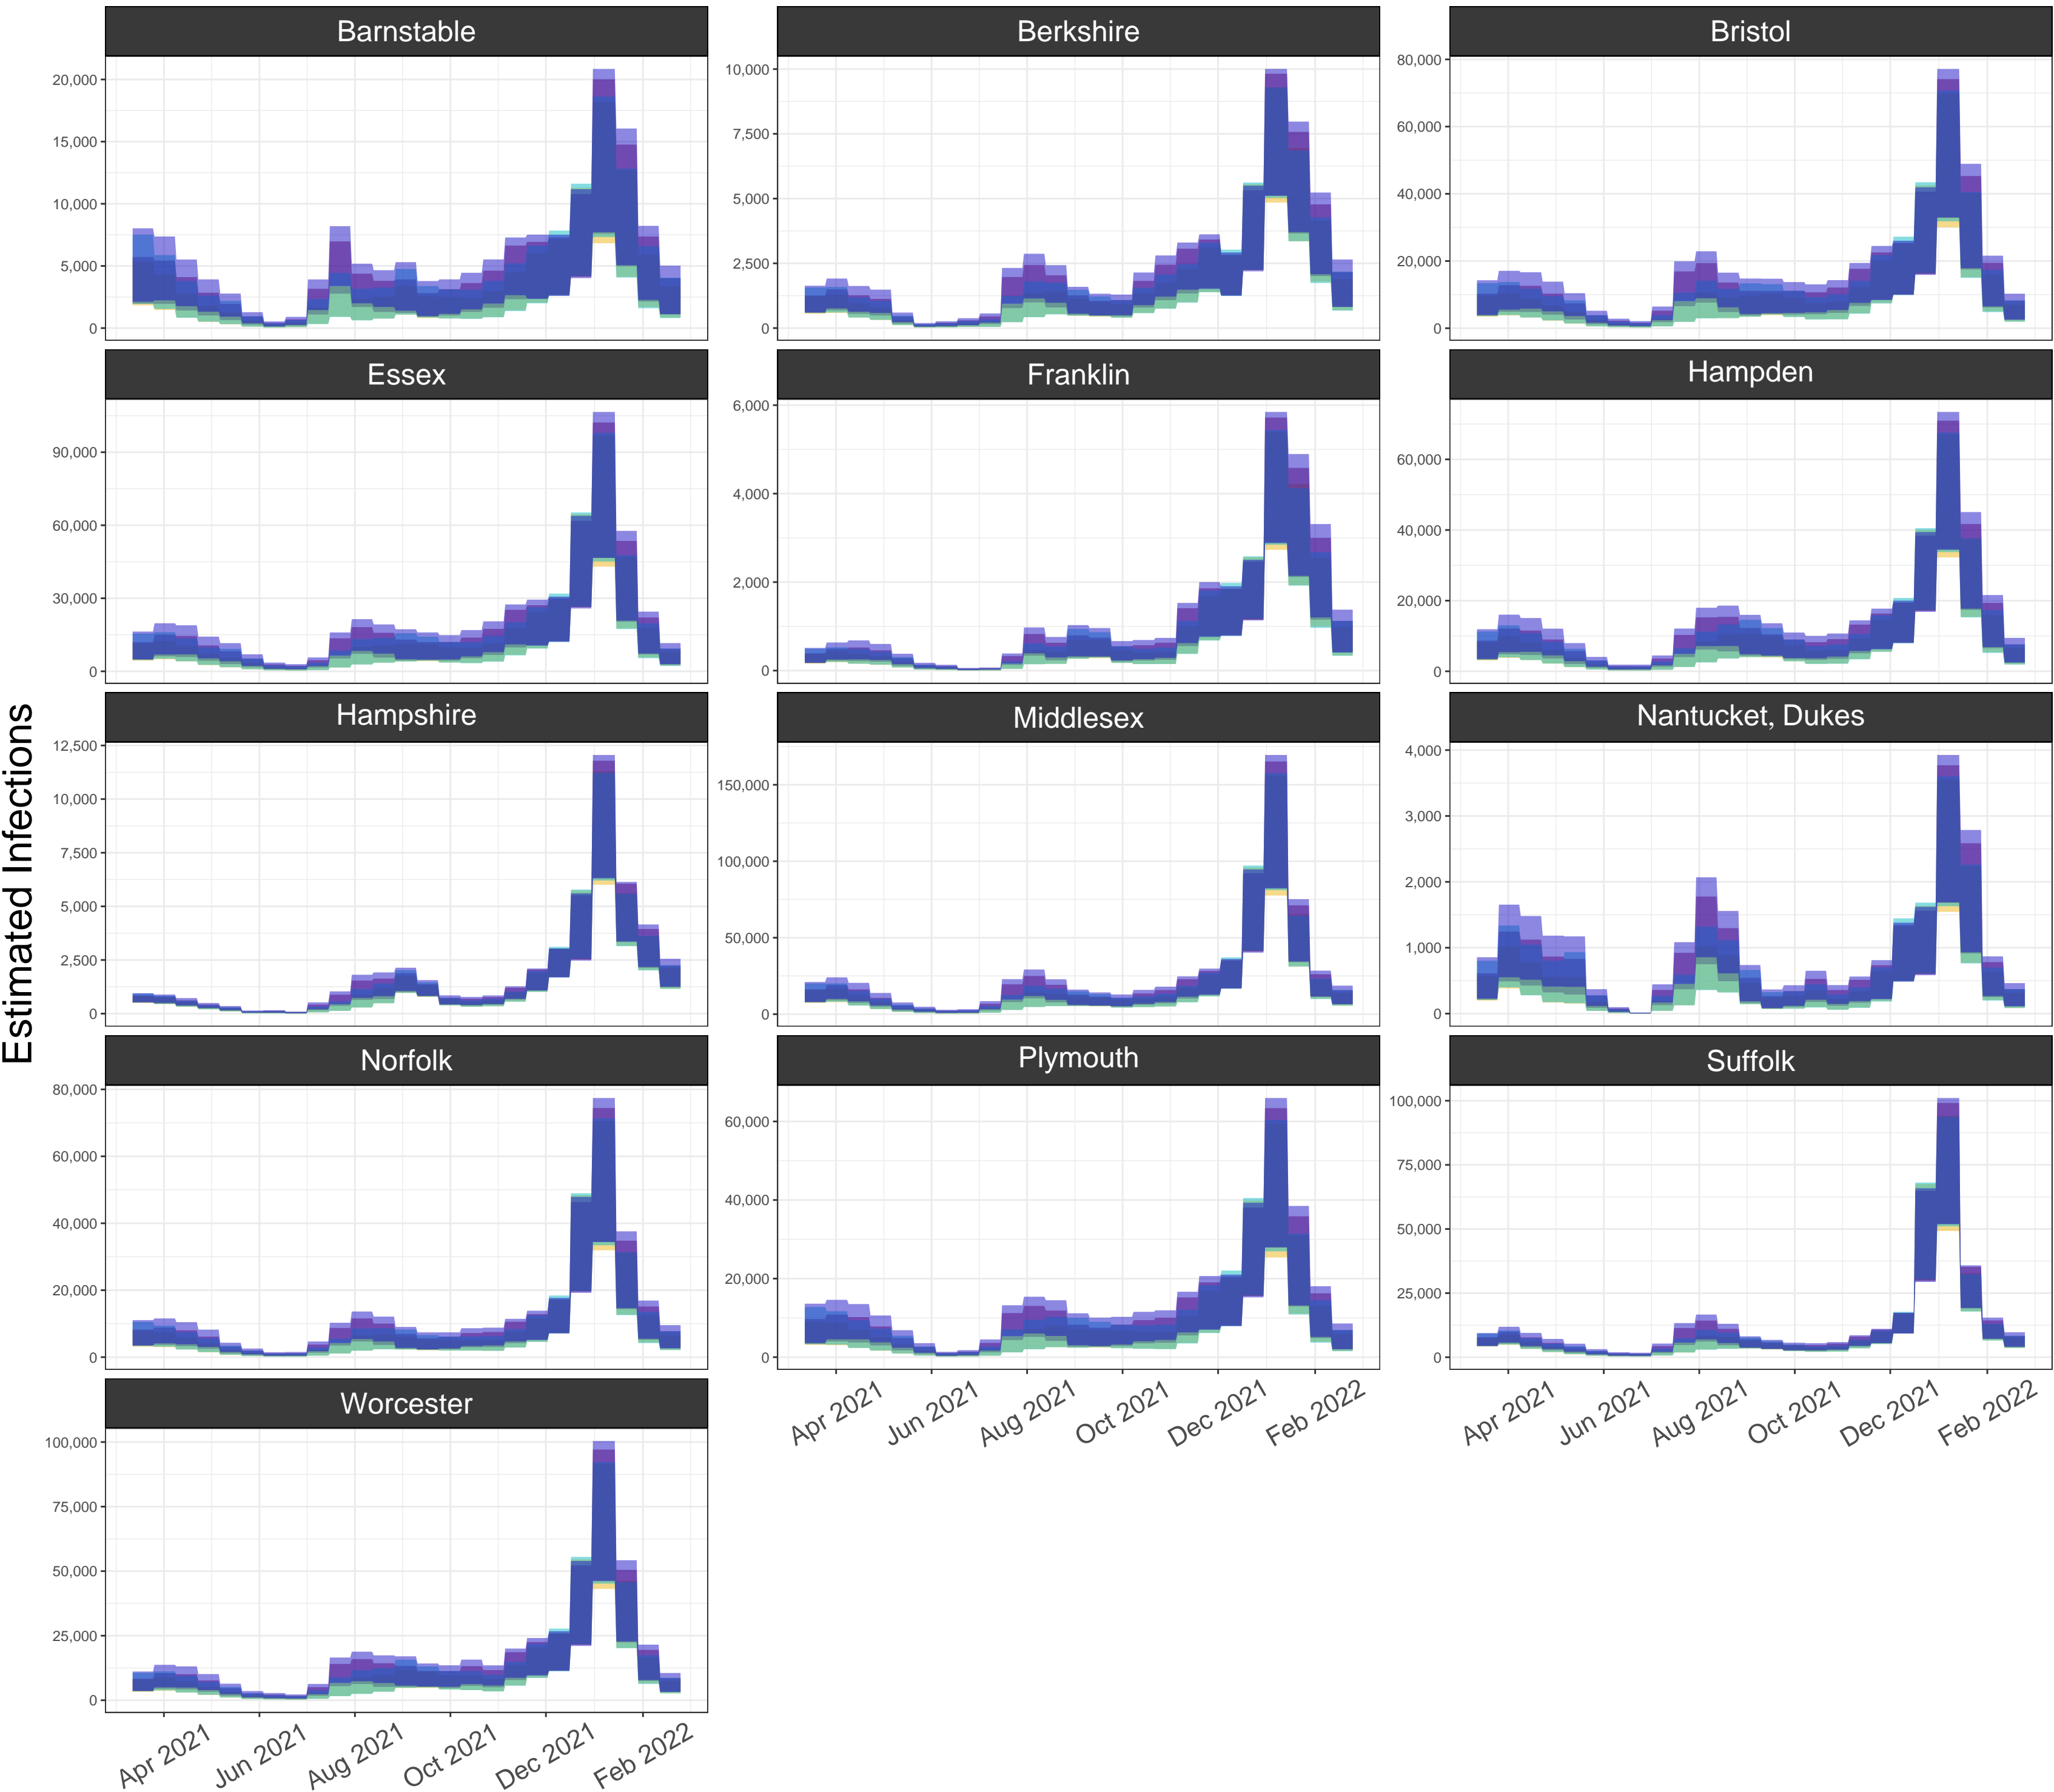 Estimated Infections
Barnstable
20,000
15,000
10,000
5,000
0
Berkshire
10,000
7,500
5,000
2,500
0
Bristol
80,000
60,000
40,000
20,000
0
Essex
90,000
60,000
30,000
0
Franklin
6,000
4,000
2,000
0
Hampden
60,000
40,000
20,000
0
Hampshire
12,500
10,000
7,500
5,000
2,500
0
Middlesex
150,000
100,000
50,000
0
Nantucket, Dukes
4,000
3,000
2,000
1,000
0
Norfolk
80,000
60,000
40,000
20,000
0
Plymouth
60,000
40,000
20,000
0
Apr 2021
Jun 2021
Aug 2021
Oct 2021
Dec 2021
Feb 2022
Suffolk
100,000
75,000
50,000
25,000
0
Apr 2021
Jun 2021
Aug 2021
Oct 2021
Dec 2021
Feb 2022
Worcester
100,000
75,000
50,000
25,000
0
Apr 2021
Jun 2021
Aug 2021
Oct 2021
Dec 2021
Feb 2022